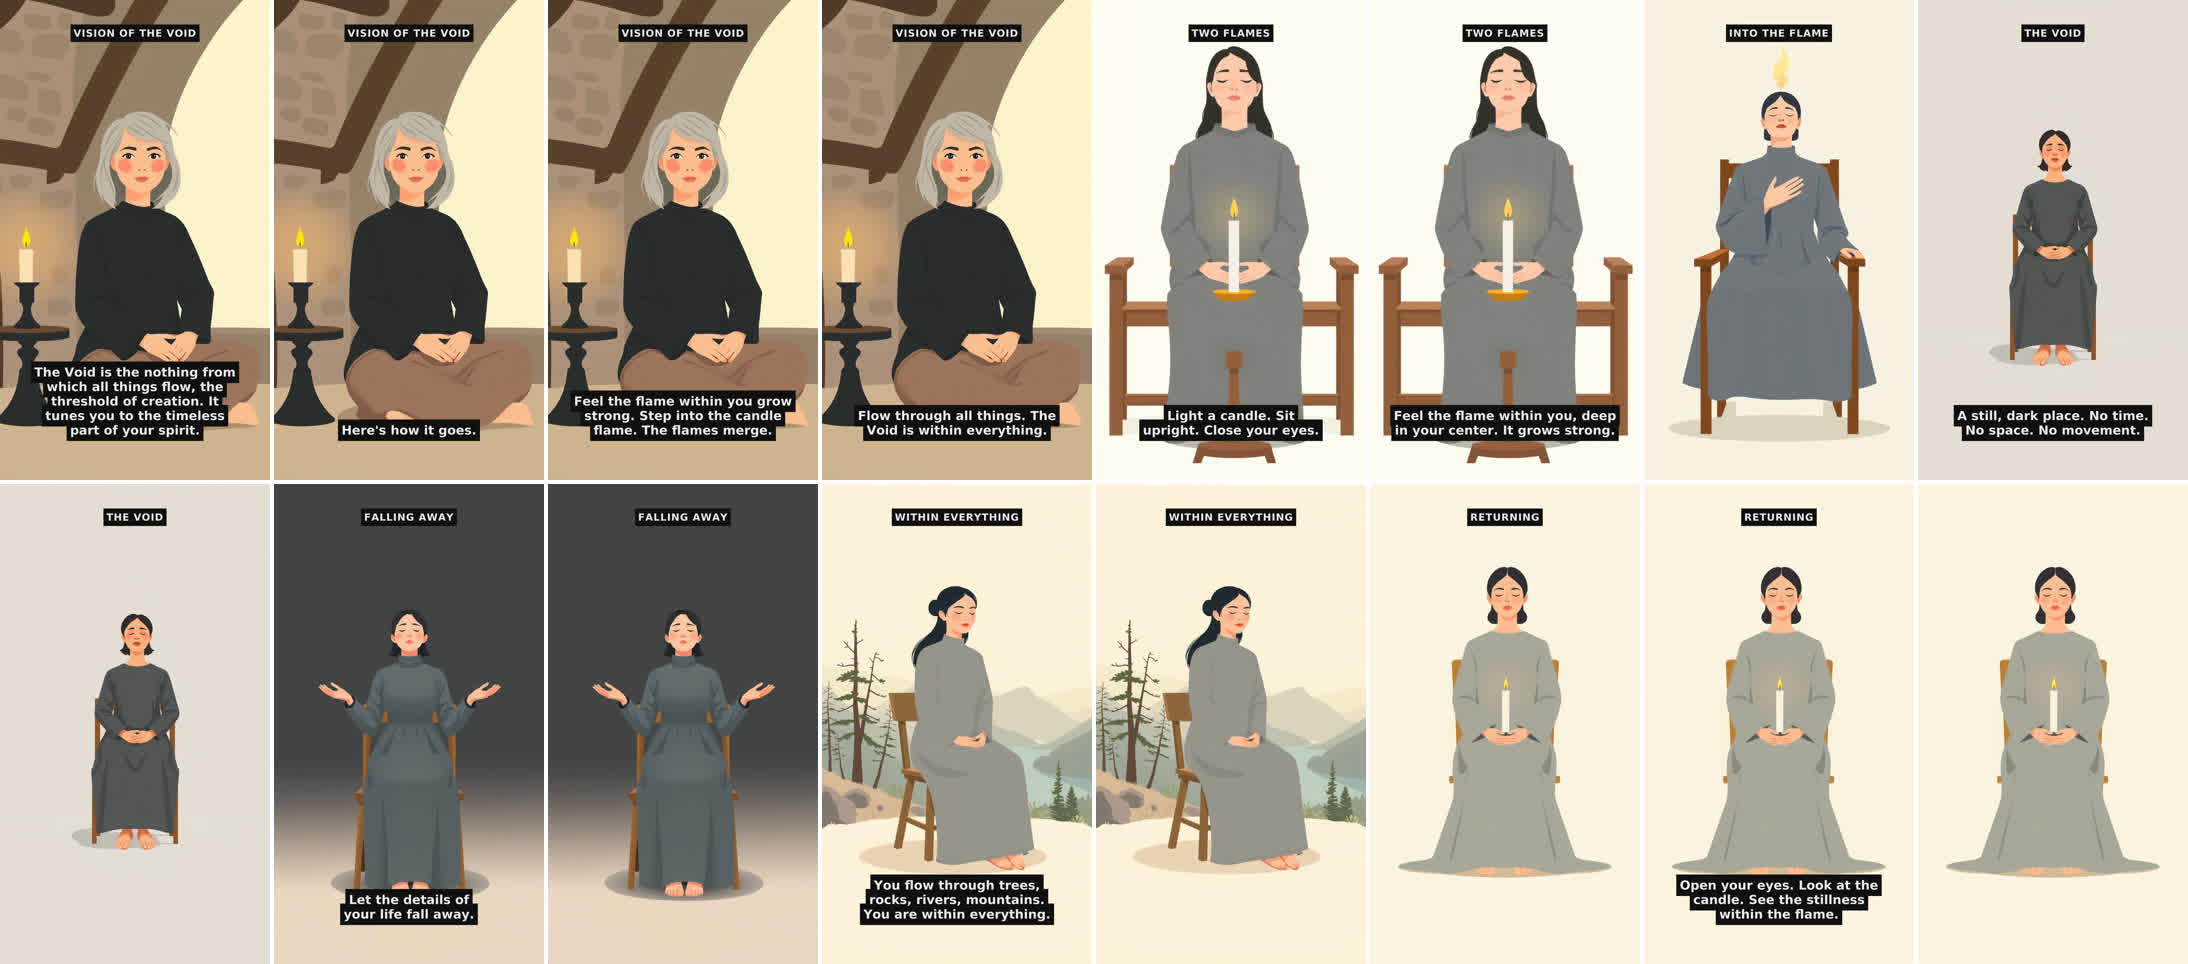 VISION OF THE VOID
The Void is the nothing from
which all things flow, the
threshold of creation. It
tunes you to the timeless
part of your spirit.
VISION OF THE VOID
Here's how it goes.
VISION OF THE VOID
Feel the flame within you grow
strong. Step into the candle
flame. The flames merge.
VISION OF THE VOID
Flow through all things. The
Void is within everything.
TWO FLAMES
Light a candle. Sit
upright. Close your eyes.
TWO FLAMES
Feel the flame within you, deep
in your center. It grows strong.
INTO THE FLAME
THE VOID
A still, dark place. No time.
No space. No movement.
THE VOID
FALLING AWAY
Let the details of
your life fall away.
FALLING AWAY
WITHIN EVERYTHING
You flow through trees,
rocks, rivers, mountains.
You are within everything.
WITHIN EVERYTHING
RETURNING
RETURNING
Open your eyes. Look at the
candle. See the stillness
within the flame.